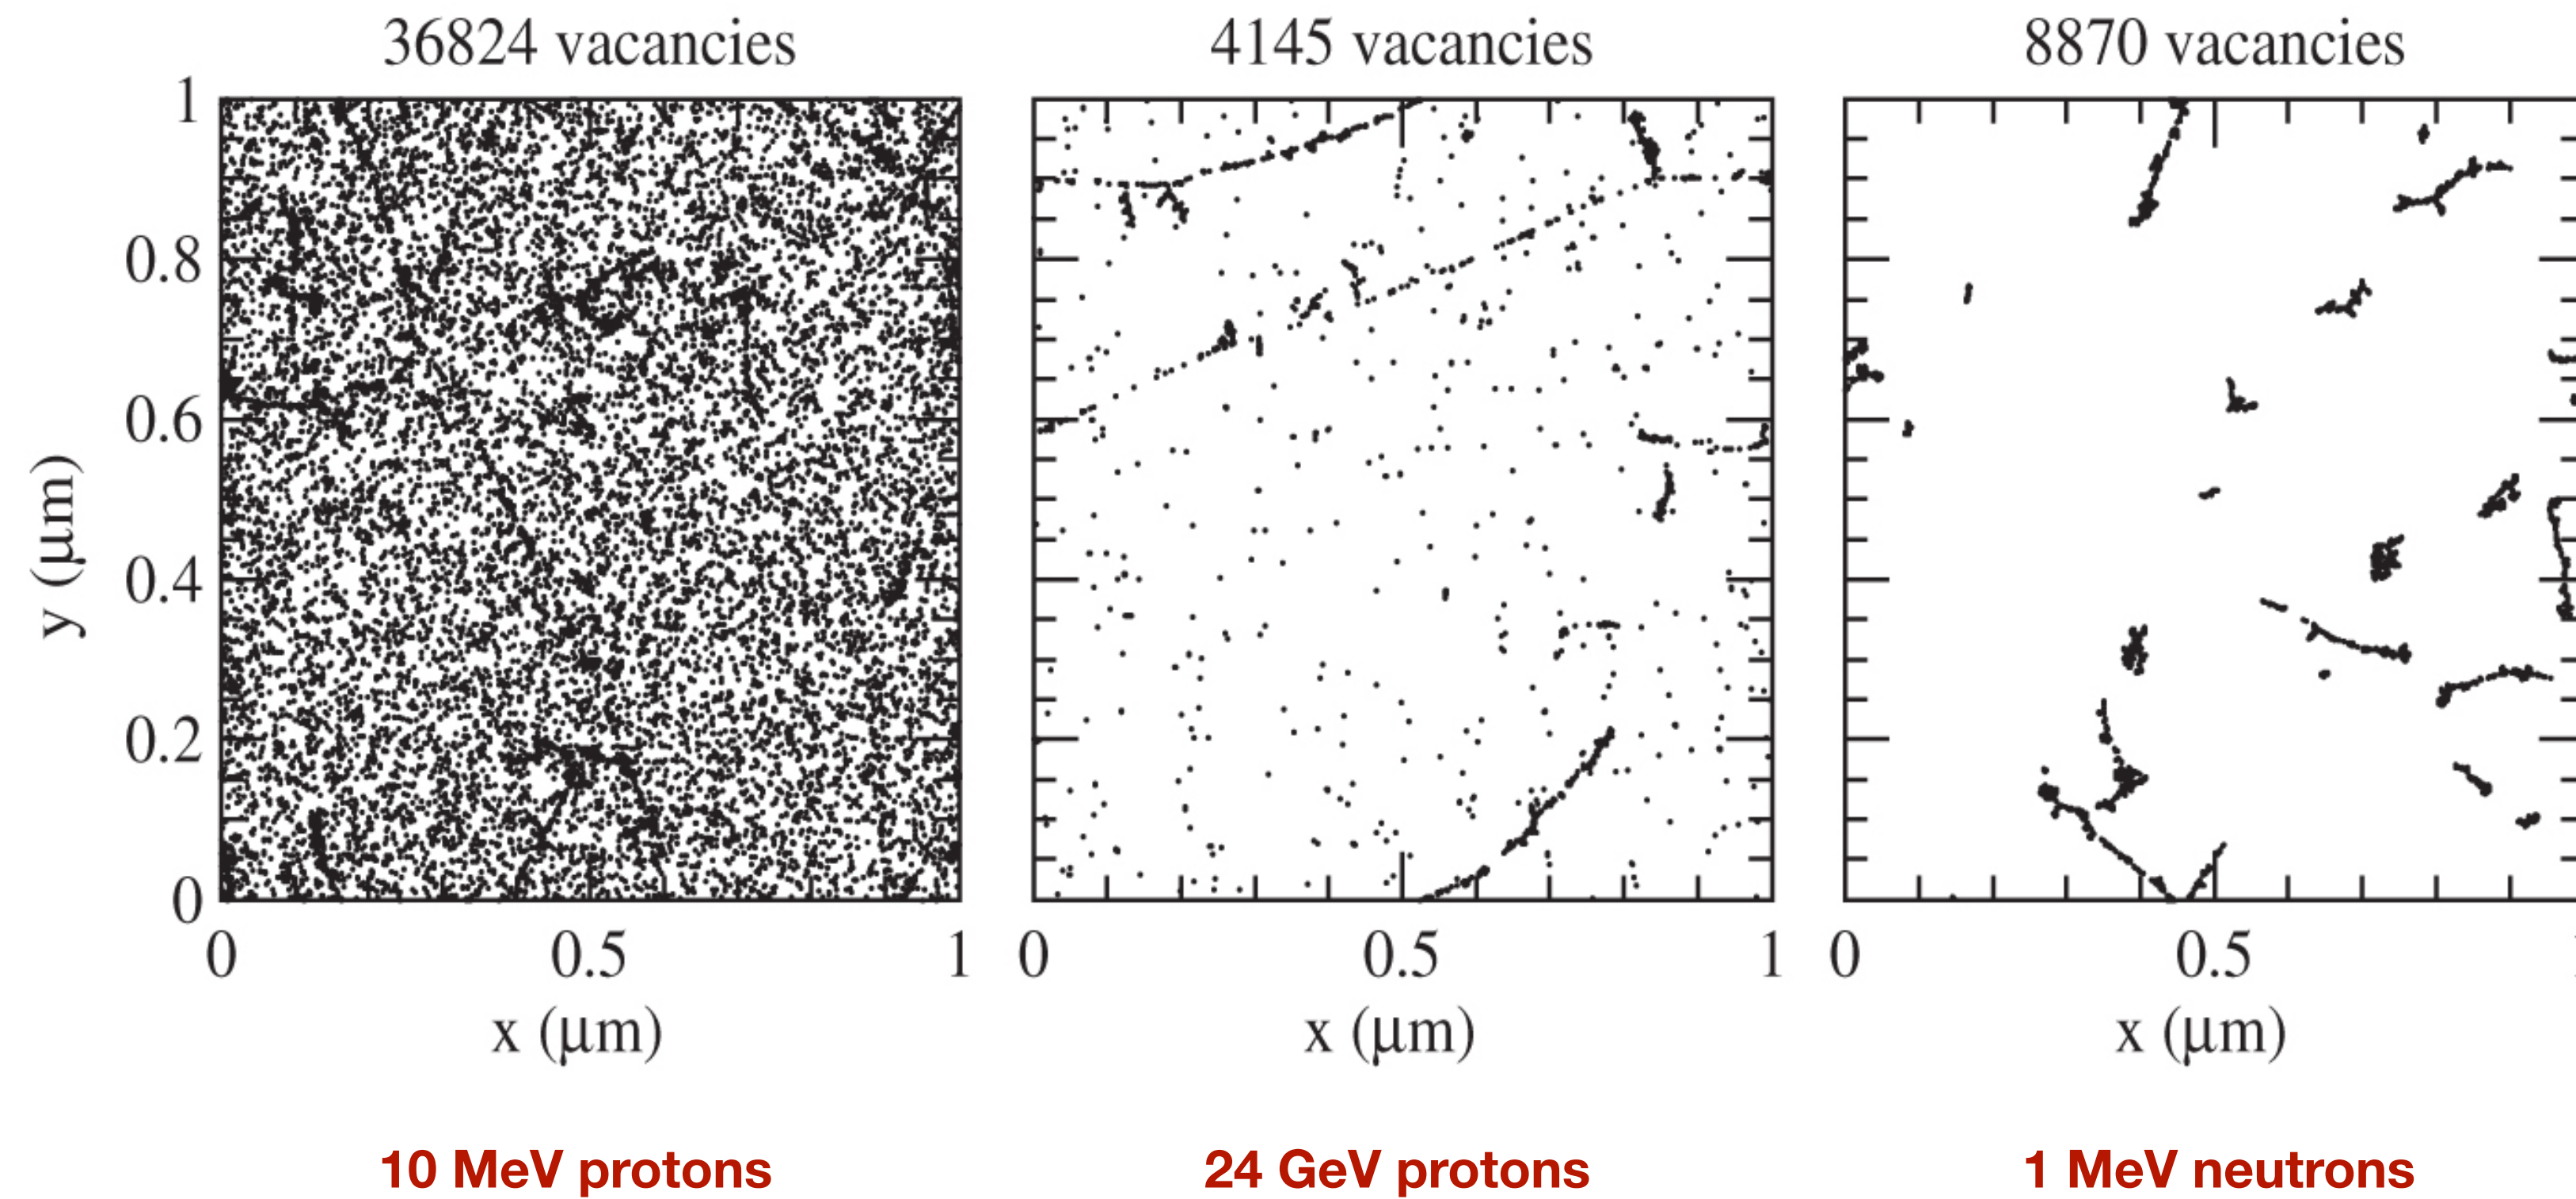 36824 vacancies 4145 vacancies 8870 vacancies
1
0.8
0.6
y (μm)
0.4
0.2
0
0 0.5 1 0 0.5 1 0 0.5
x (μm) x (μm) x (μm)
10 MeV protons 24 GeV protons 1 MeV neutrons